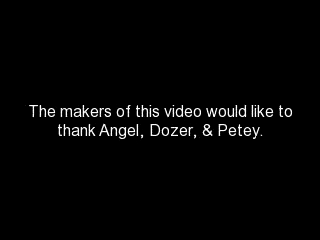 The makers of this video would like to
thank Angel, Dozer, & Petey.